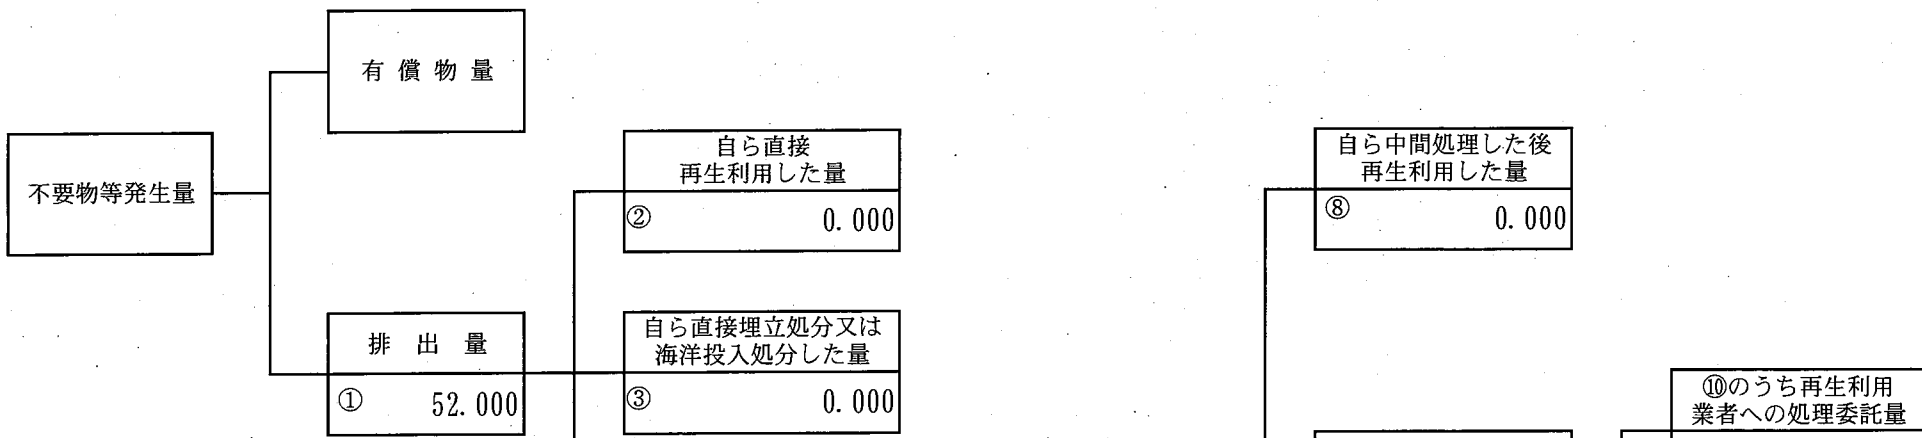 有償物量
不要物等発生量
自ら直接
再生利用した量
② 0.000
自ら中間処理した後
再生利用した量
⑧ 0.000
排出量
① 52.000
自ら直接埋立処分又は
海洋投入処分した量
③ 0.000
⑩のうち再生利用
業者への処理委託量